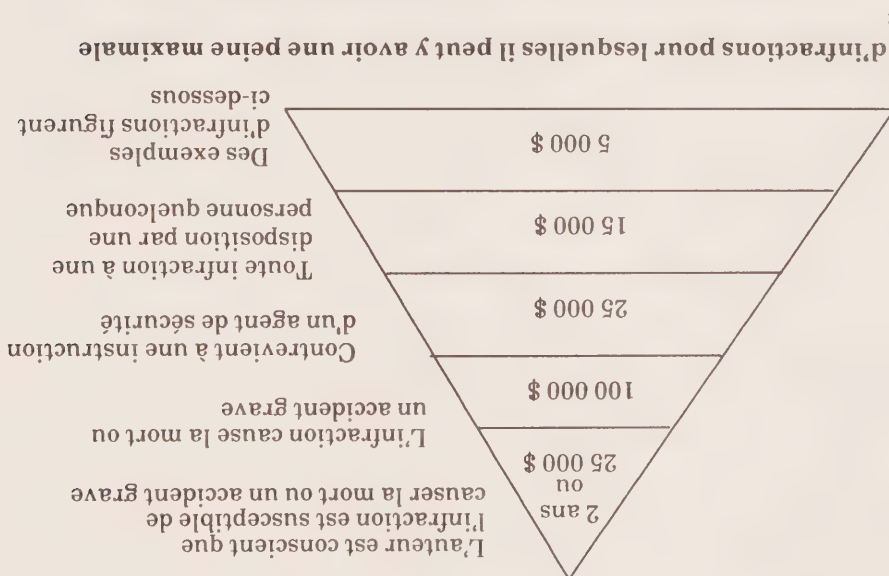 L'auteur est conscient que
l'infraction est susceptible de
causer la mort ou un accident grave
2 ans
ou
25 000 $
L'infraction cause la mort ou
un accident grave
100 000 $
Contrevient à une instruction
d'un agent de sécurité
25 000 $
Toute infraction à une
disposition par une
personne quelconque
15 000 $
Des exemples
d'infractions figurent
ci-dessous
5 000 $
d'infractions pour lesquelles il peut y avoir une peine maximale